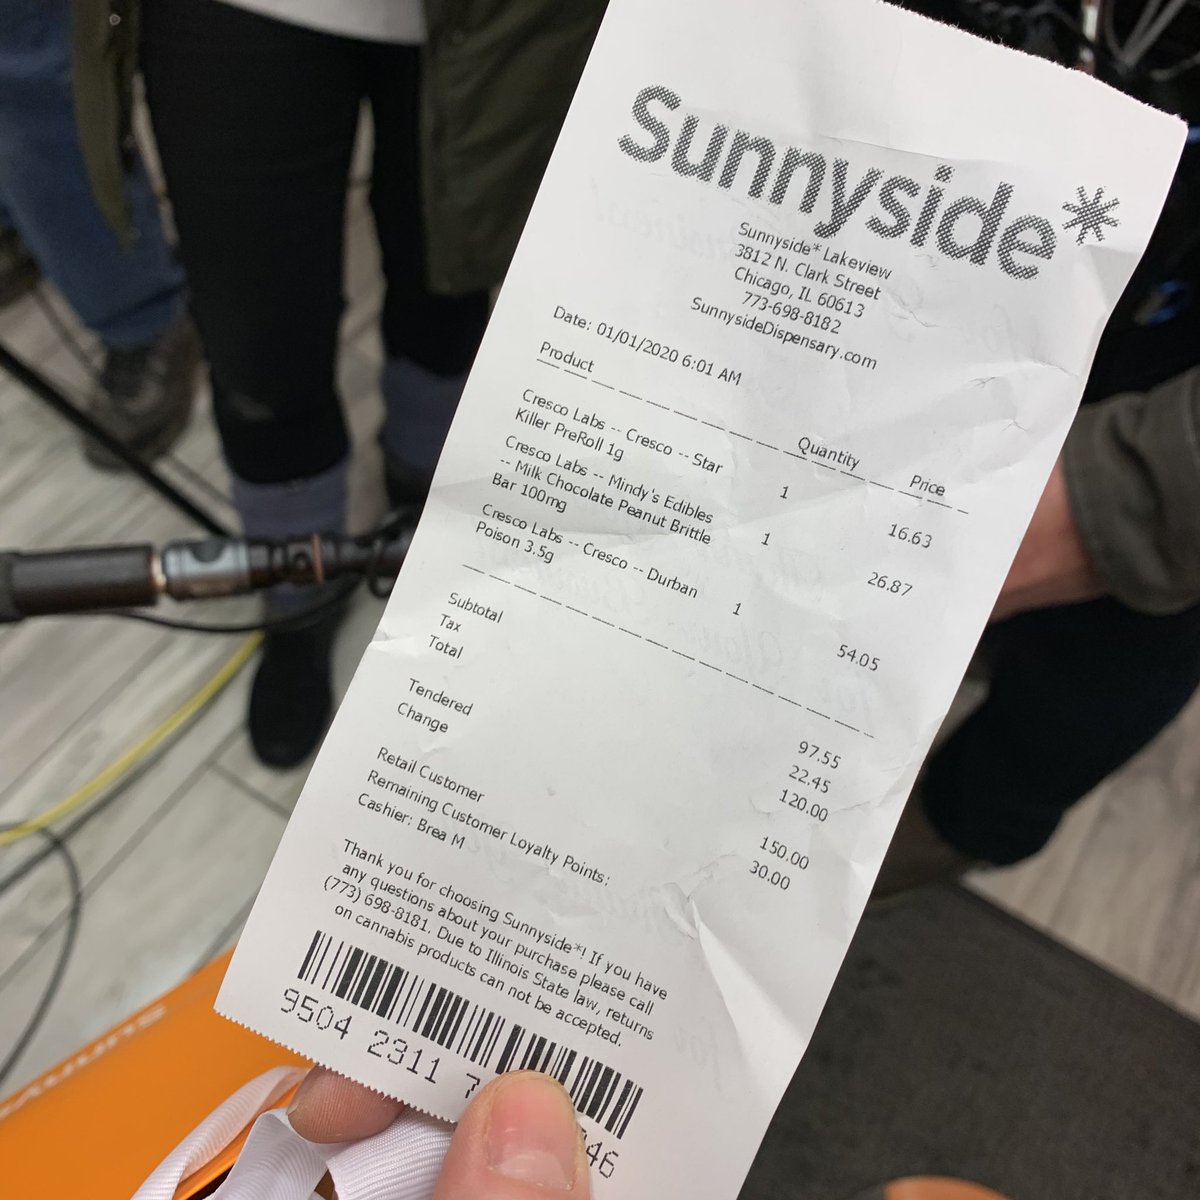 Sunnyside*
Sunnyside* Lakeview
3812 N. Clark Street
Chicago, IL 60613
773-698-8182
SunnysideDispensary.com
Date: 01/01/2020 6:01 AM
Product Quantity Price
Cresco Labs -- Cresco -- Star 1 16.63
Killer PreRoll 1g
Cresco Labs -- Mindy's Edibles 1 26.87
-- Milk Chocolate Peanut Brittle
Bar 100mg
Cresco Labs -- Cresco -- Durban 1 54.05
Poison 3.5g
Subtotal 97.55
Tax 22.45
Total 120.00
Tendered 150.00
Change 30.00
Retail Customer
Remaining Customer Loyalty Points:
Cashier: Brea M
Thank you for choosing Sunnyside*! If you have
any questions about your purchase please call
(773) 698-8181. Due to Illinois State law, returns
on cannabis products can not be accepted.
9504 2311 7 46
sunnys